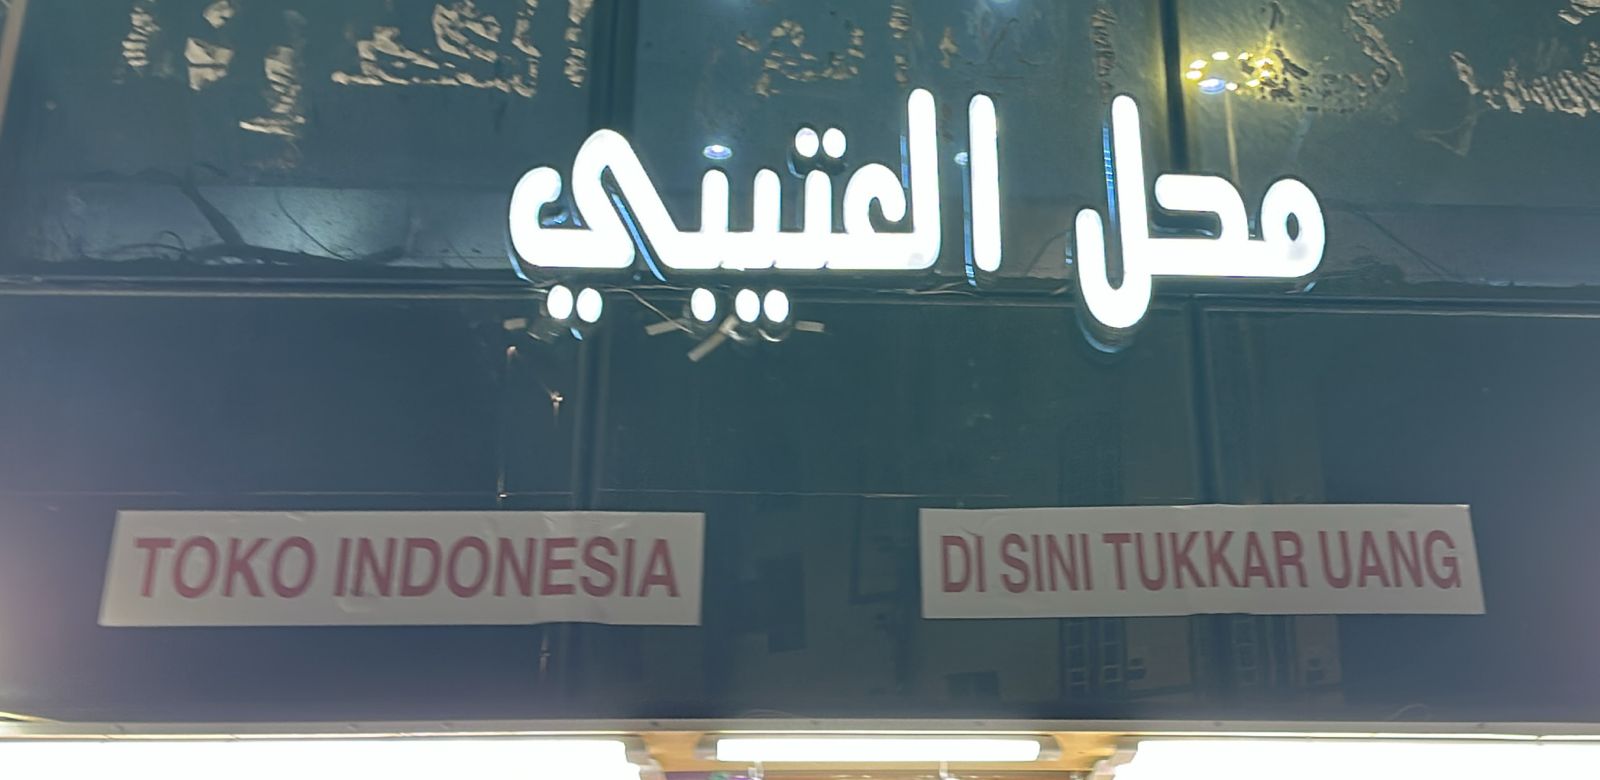 محل العتيبي
TOKO INDONESIA
DI SINI TUKKAR UANG